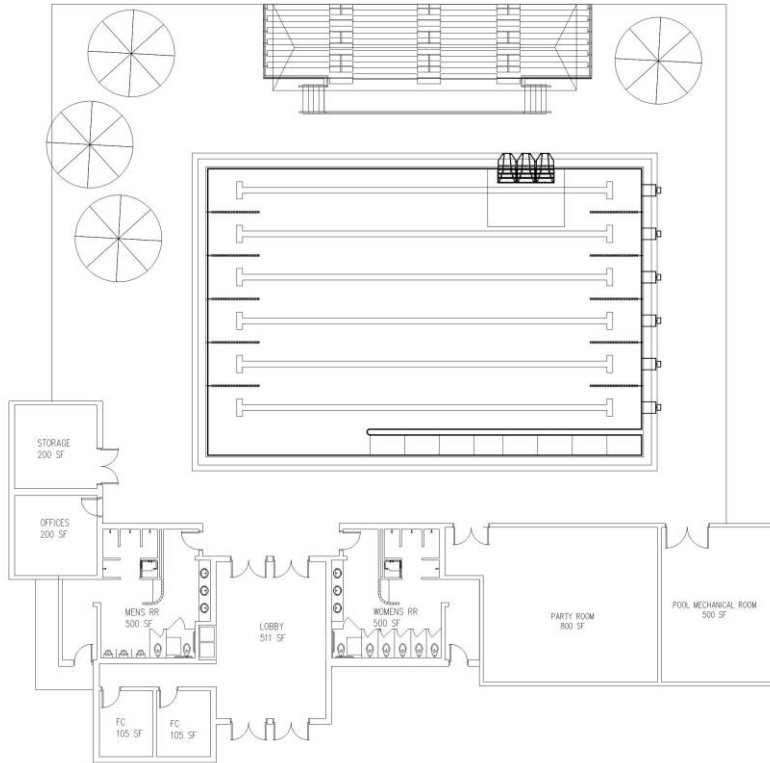 STORAGE
200 SF
OFFICES
200 SF
MENS RR
500 SF
LOBBY
511 SF
WOMENS RR
500 SF
PARTY ROOM
800 SF
POOL MECHANICAL ROOM
500 SF
FC
105 SF
FC
105 SF